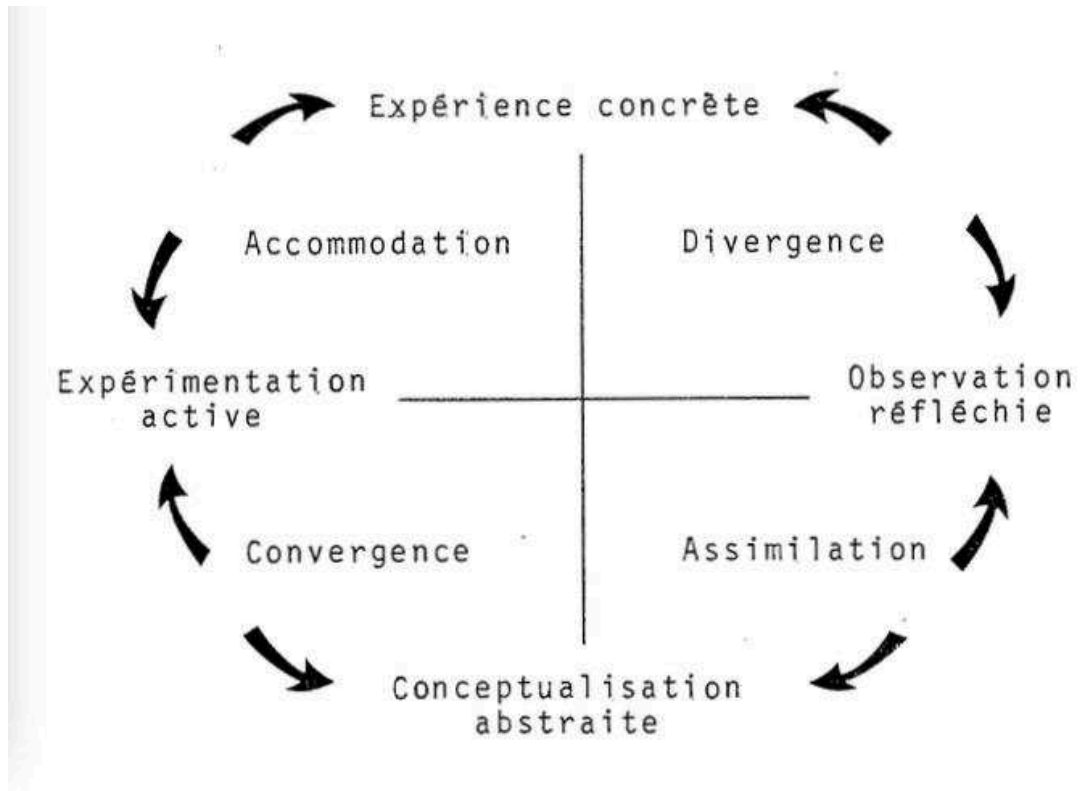 Expérience concrète
Accommodation
Divergence
Expérimentation
active
Observation
réfléchie
Convergence
Assimilation
Conceptualisation
abstraite